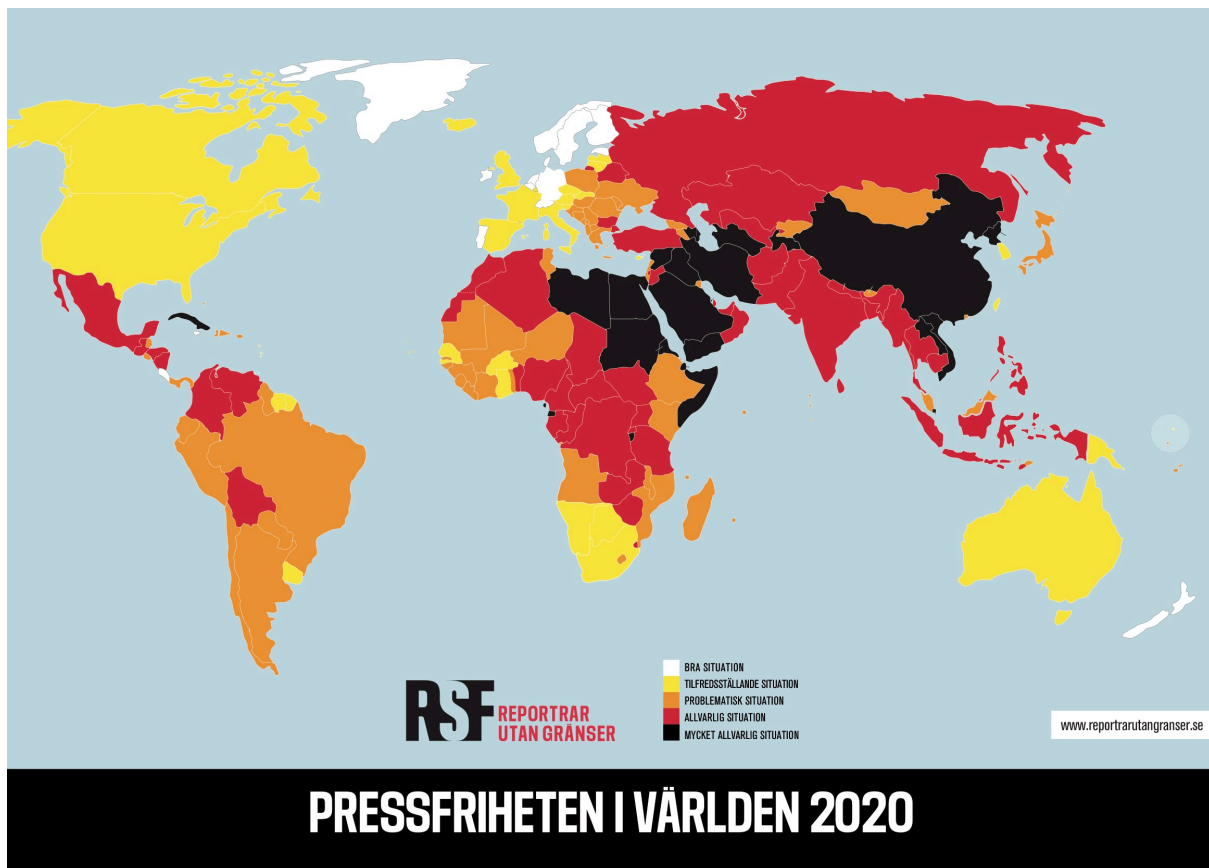 BRA SITUATION
TILFREDSSTÄLLANDE SITUATION
PROBLEMATISK SITUATION
ALLVARLIG SITUATION
MYCKET ALLVARLIG SITUATION
RSF REPORTRAR
UTAN GRÄNSER
www.reportrarutangranser.se
PRESSFRIHETEN I VÄRLDEN 2020